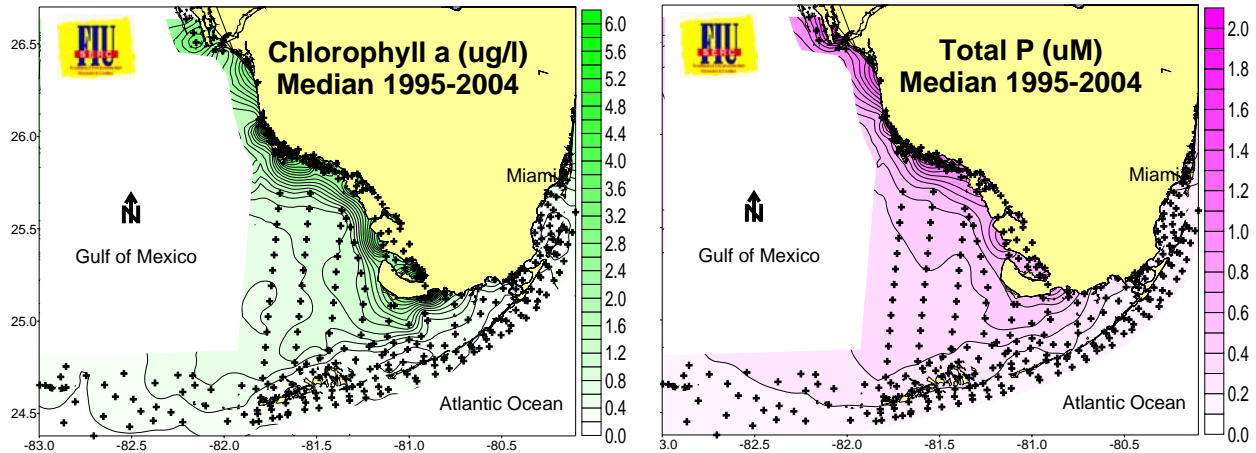 FIU
SERC
Chlorophyll a (ug/l)
Median 1995-2004
Miami
N
Gulf of Mexico
Atlantic Ocean
26.5
26.0
25.5
25.0
24.5
-83.0
-82.5
-82.0
-81.5
-81.0
-80.5
6.0
5.6
5.2
4.8
4.4
4.0
3.6
3.2
2.8
2.4
2.0
1.6
1.2
0.8
0.4
0.0
FIU
SERC
Total P (uM)
Median 1995-2004
Miami
N
Gulf of Mexico
Atlantic Ocean
3.0
-82.5
-82.0
-81.5
-81.0
-80.5
2.0
1.8
1.6
1.4
1.2
1.0
0.8
0.6
0.4
0.2
0.0